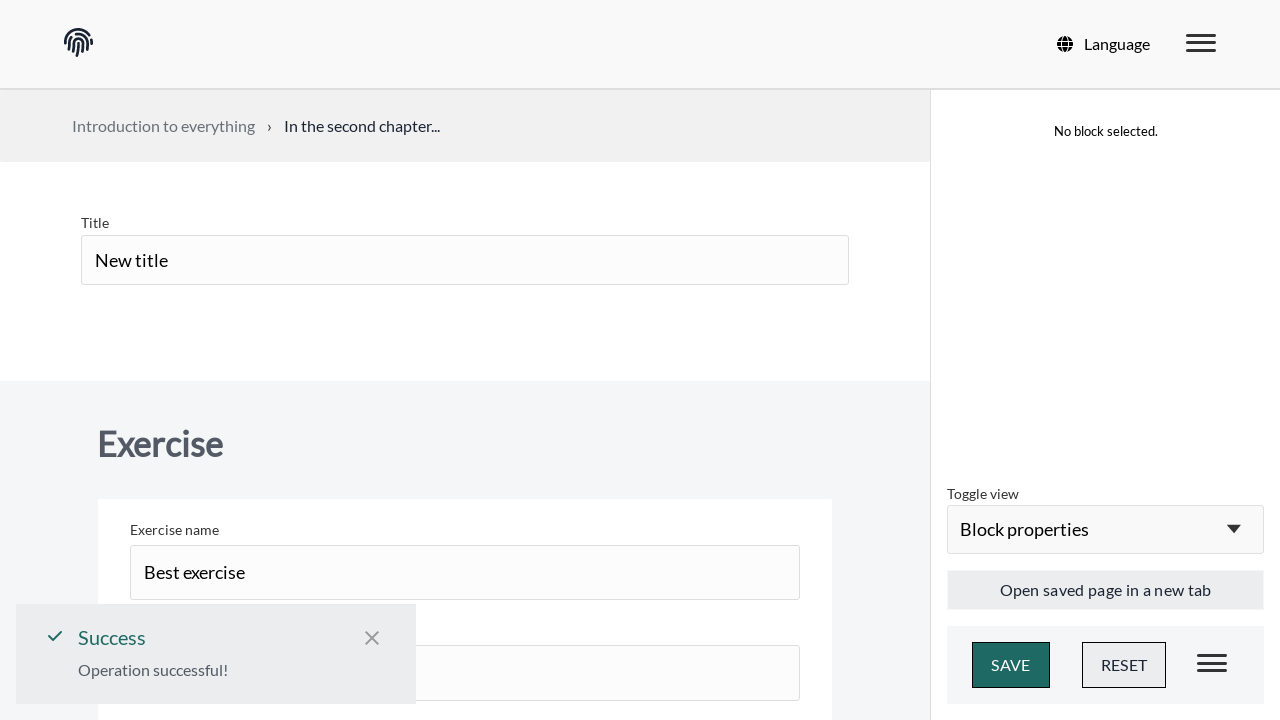 Language
Introduction to everything › In the second chapter...
No block selected.
Title
New title
Exercise
Exercise name
Best exercise
Success
Operation successful!
Toggle view
Block properties
Open saved page in a new tab
SAVE
RESET